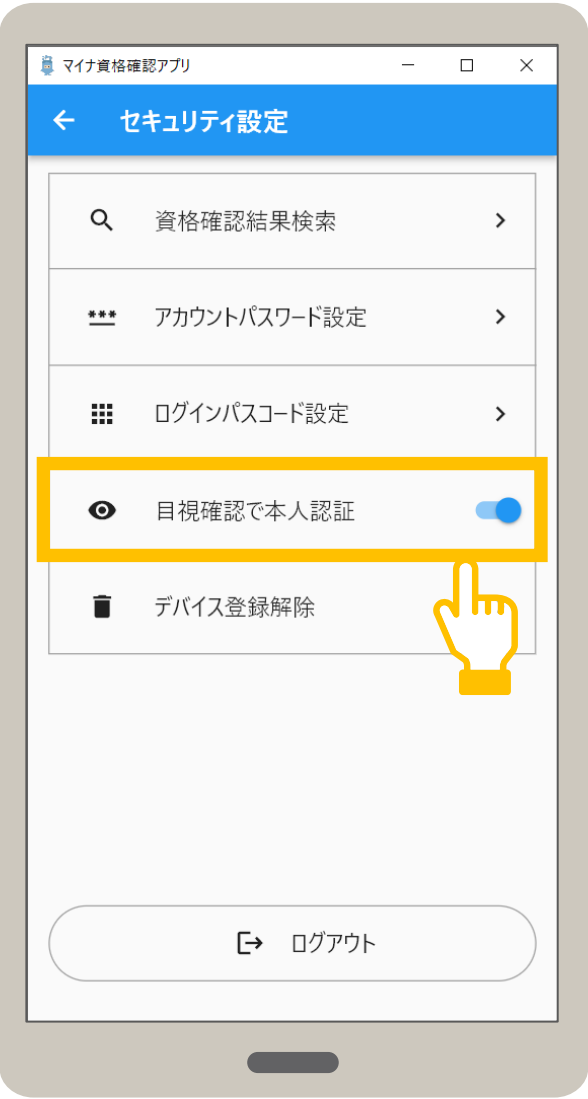 マイナ資格確認アプリ
セキュリティ設定
資格確認結果検索
アカウントパスワード設定
ログインパスコード設定
目視確認で本人認証
デバイス登録解除
ログアウト